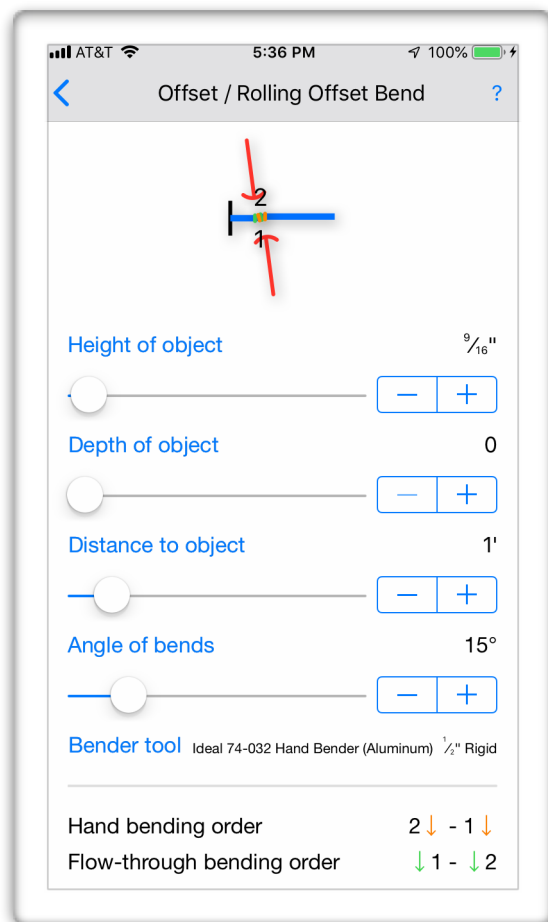 AT&T 5:36 PM 100%
Offset / Rolling Offset Bend ?
2
1
Height of object 9/16"
Depth of object 0
Distance to object 1'
Angle of bends 15°
Bender tool Ideal 74-032 Hand Bender (Aluminum) 1/2" Rigid
Hand bending order 2↓ - 1↓
Flow-through bending order ↓1 - ↓2